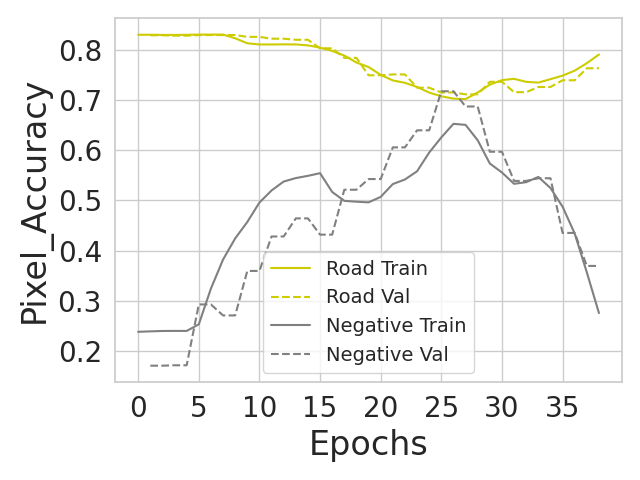 Pixel_Accuracy
0.8
0.7
0.6
0.5
0.4
0.3
0.2
Road Train
Road Val
Negative Train
Negative Val
0 5 10 15 20 25 30 35
Epochs